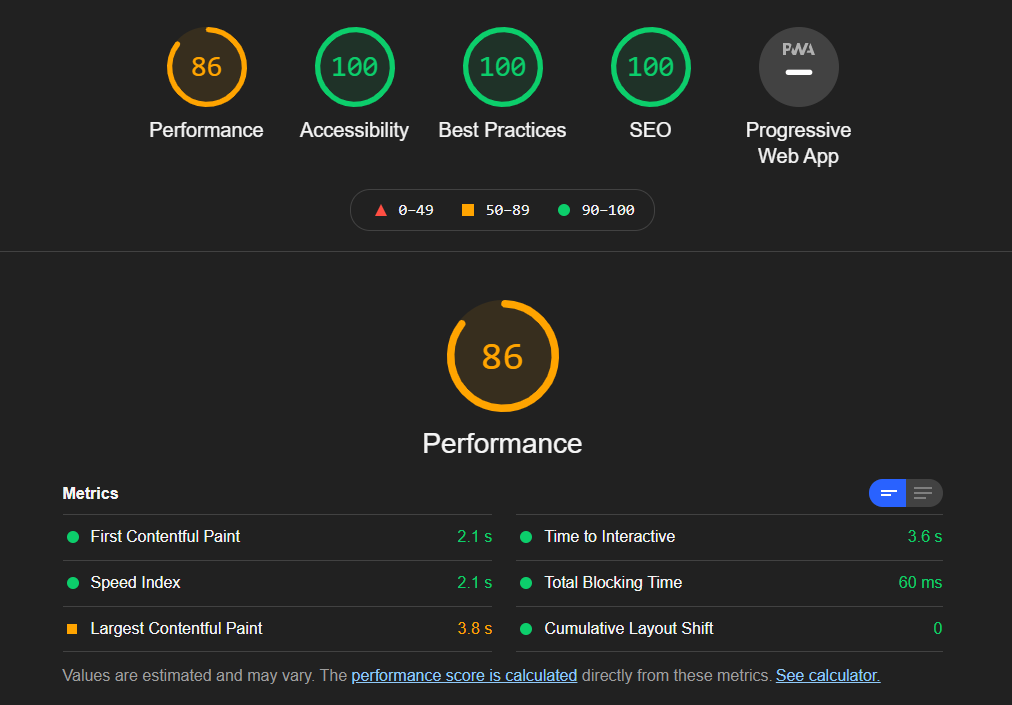 86 100 100 100 PWA
Performance Accessibility Best Practices SEO Progressive
Web App
0–49 50–89 90–100
86
Performance
Metrics
First Contentful Paint 2.1 s Time to Interactive 3.6 s
Speed Index 2.1 s Total Blocking Time 60 ms
Largest Contentful Paint 3.8 s Cumulative Layout Shift 0
Values are estimated and may vary. The performance score is calculated directly from these metrics. See calculator.